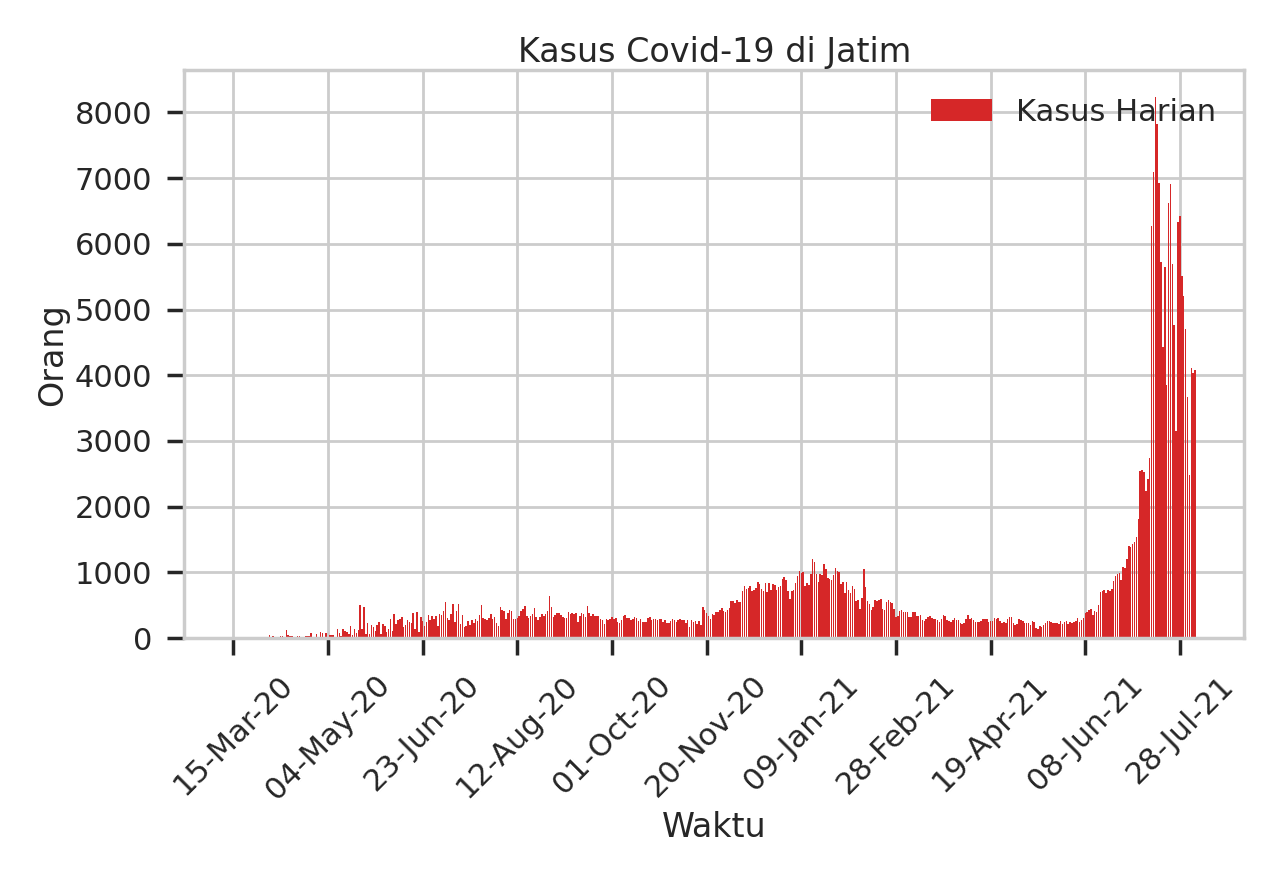 Kasus Covid-19 di Jatim
Kasus Harian
Orang
8000
7000
6000
5000
4000
3000
2000
1000
0
15-Mar-20
04-May-20
23-Jun-20
12-Aug-20
01-Oct-20
20-Nov-20
09-Jan-21
28-Feb-21
19-Apr-21
08-Jun-21
28-Jul-21
Waktu